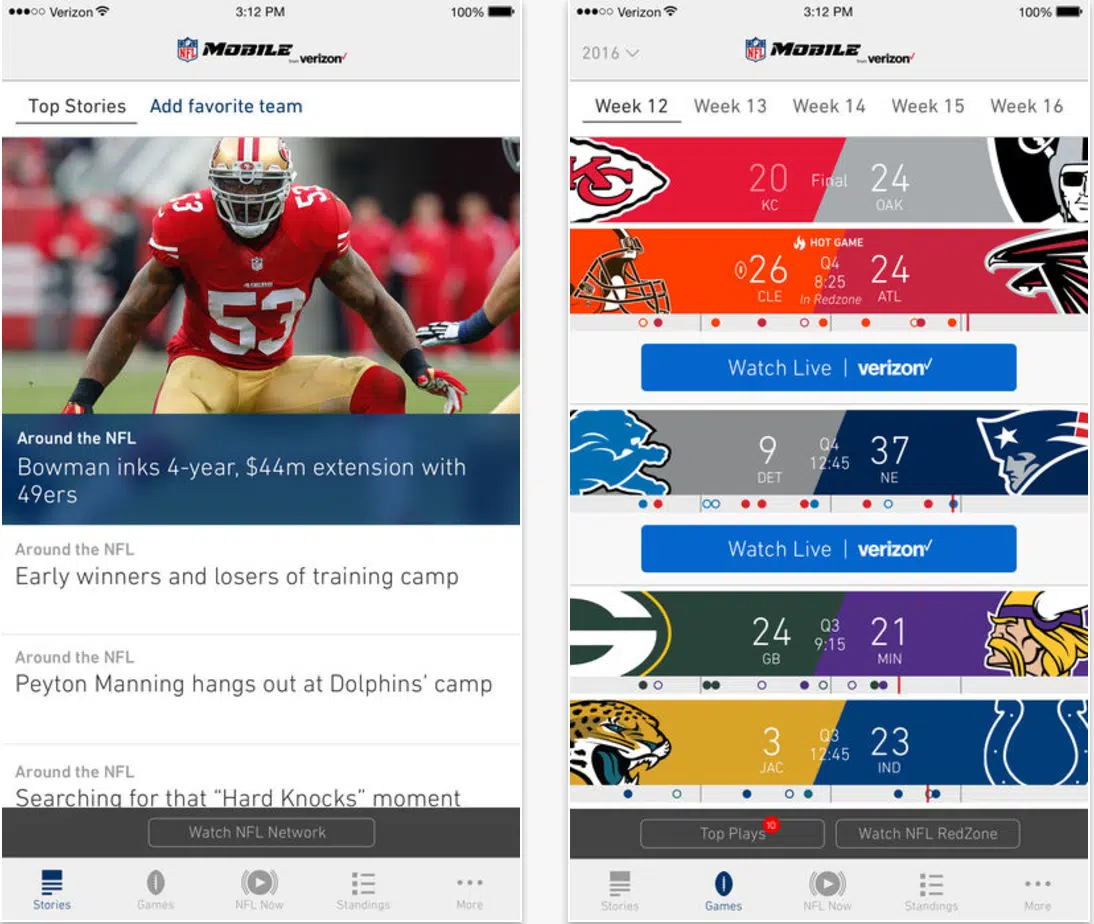 Verizon
3:12 PM
100%
NFL MOBILE from verizon
Top Stories
Add favorite team
53
53
53
49ERS
Around the NFL
Bowman inks 4-year, $44m extension with
49ers
Around the NFL
Early winners and losers of training camp
Around the NFL
Peyton Manning hangs out at Dolphins’ camp
Around the NFL
Searching for that “Hard Knocks” moment
Watch NFL Network
Stories
Games
NFL Now
Standings
More
Verizon
3:12 PM
100%
2016
NFL MOBILE from verizon
Week 12
Week 13
Week 14
Week 15
Week 16
KC
20
KC
Final
24
OAK
HOT GAME
26
CLE
Q4
8:25
In Redzone
24
ATL
Watch Live | verizon
9
DET
Q4
12:45
37
NE
Watch Live | verizon
G
24
GB
Q3
9:15
21
MIN
3
JAC
Q3
12:45
23
IND
Top Plays
10
Watch NFL RedZone
Stories
Games
NFL Now
Standings
More